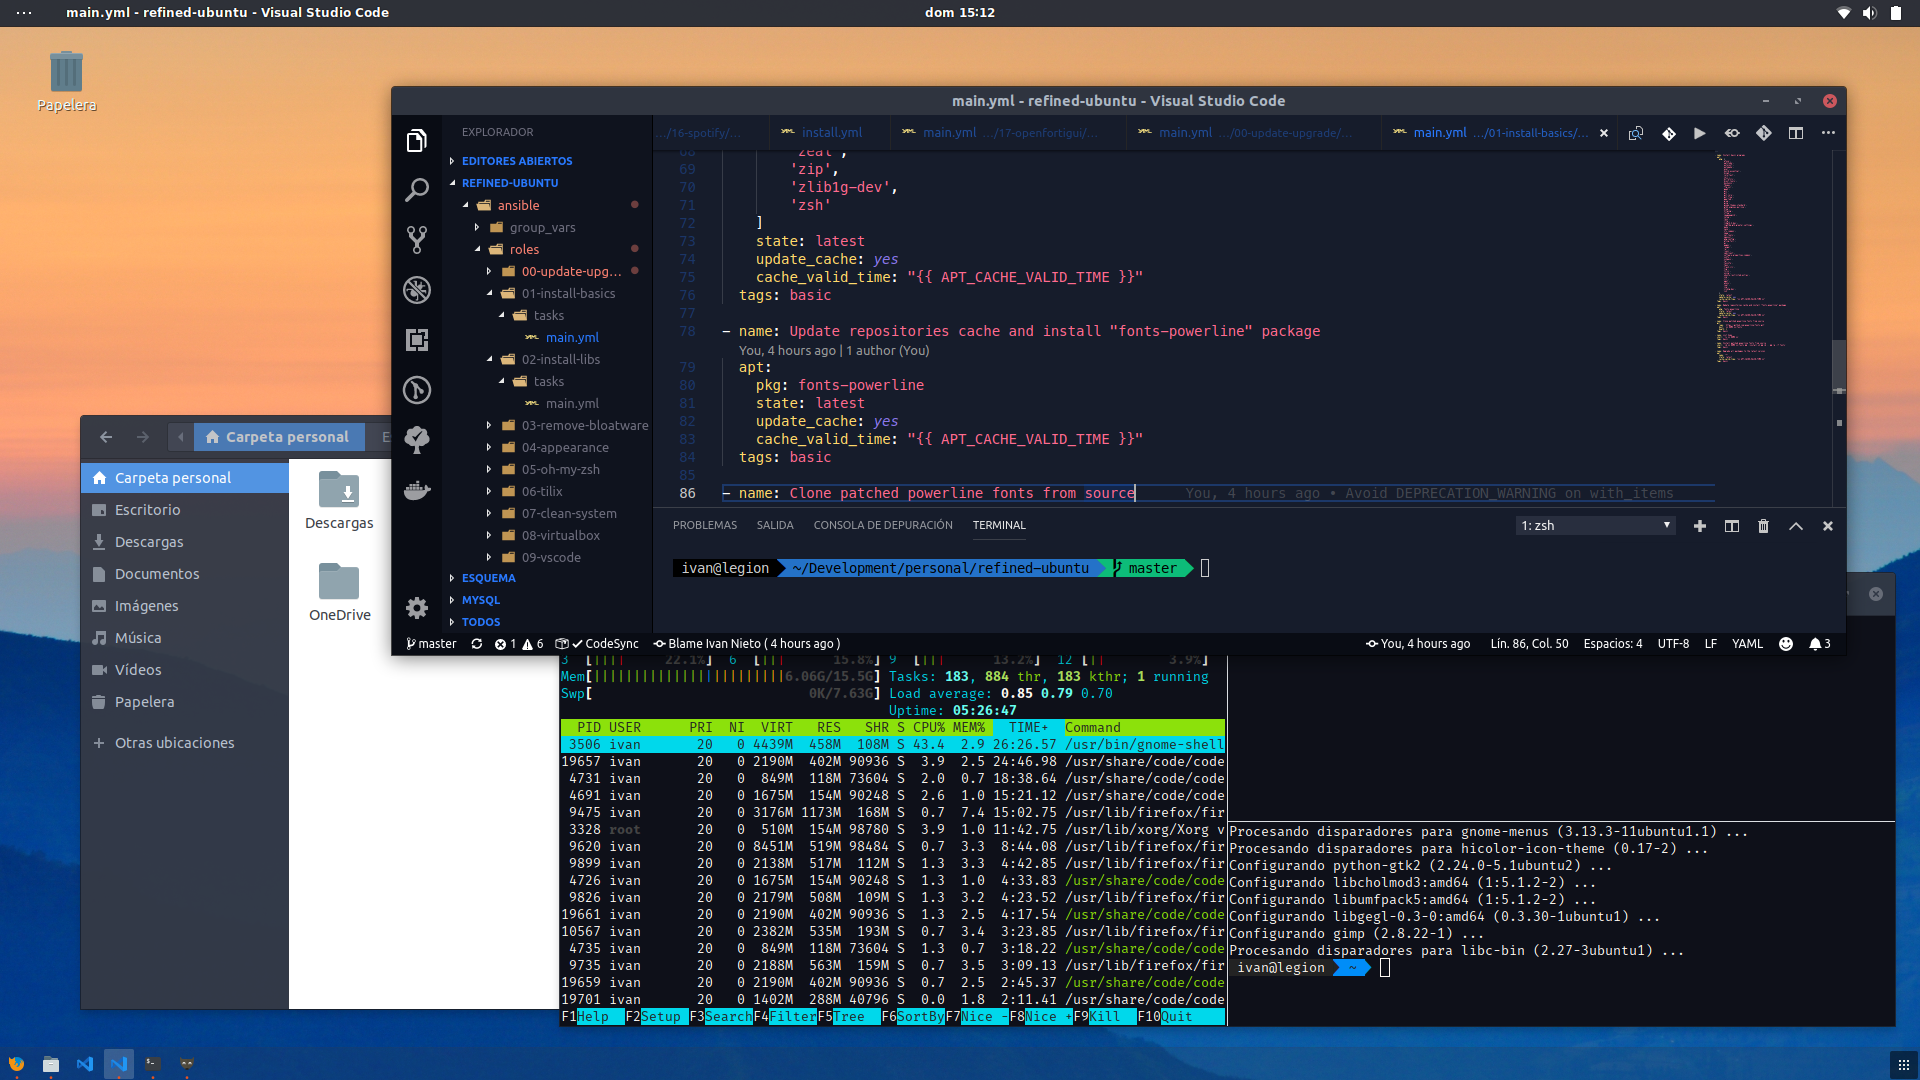 main.yml - refined-ubuntu - Visual Studio Code
dom 15:12
Papelera
main.yml - refined-ubuntu - Visual Studio Code
EXPLORADOR
EDITORES ABIERTOS
REFINED-UBUNTU
ansible
group_vars
roles
00-update-upg...
01-install-basics
tasks
main.yml
02-install-libs
tasks
main.yml
03-remove-bloatware
04-appearance
05-oh-my-zsh
06-tilix
07-clean-system
08-virtualbox
09-vscode
ESQUEMA
MYSQL
TODOS
.../16-spotify/...
install.yml
main.yml .../17-openfortigui/...
main.yml .../00-update-upgrade/...
main.yml .../01-install-basics/...
68 'zeal',
69 'zip',
70 'zlib1g-dev',
71 'zsh'
72 ]
73 state: latest
74 update_cache: yes
75 cache_valid_time: "{{ APT_CACHE_VALID_TIME }}"
76 tags: basic
77
78 - name: Update repositories cache and install "fonts-powerline" package
You, 4 hours ago | 1 author (You)
79 apt:
80 pkg: fonts-powerline
81 state: latest
82 update_cache: yes
83 cache_valid_time: "{{ APT_CACHE_VALID_TIME }}"
84 tags: basic
85
86 - name: Clone patched powerline fonts from source You, 4 hours ago • Avoid DEPRECATION_WARNING on with_items
PROBLEMAS SALIDA CONSOLA DE DEPURACIÓN TERMINAL 1: zsh
ivan@legion ~/Development/personal/refined-ubuntu master
master 1 6 CodeSync Blame Ivan Nieto ( 4 hours ago ) You, 4 hours ago Lín. 86, Col. 50 Espacios: 4 UTF-8 LF YAML 3
Carpeta personal E
Carpeta personal
Escritorio
Descargas
Documentos
Imágenes
Música
Vídeos
Papelera
Otras ubicaciones
Descargas
OneDrive
3 [|||| 22.1%] 6 [||| 15.8%] 9 [||| 13.2%] 12 [|| 3.9%]
Mem[||||||||||||||||||||||||6.06G/15.5G] Tasks: 183, 884 thr, 183 kthr; 1 running
Swp[ 0K/7.63G] Load average: 0.85 0.79 0.70
Uptime: 05:26:47
PID USER PRI NI VIRT RES SHR S CPU% MEM% TIME+ Command
3506 ivan 20 0 4439M 458M 108M S 43.4 2.9 26:26.57 /usr/bin/gnome-shell
19657 ivan 20 0 2190M 402M 90936 S 3.9 2.5 24:46.98 /usr/share/code/code
4731 ivan 20 0 849M 118M 73604 S 2.0 0.7 18:38.64 /usr/share/code/code
4691 ivan 20 0 1675M 154M 90248 S 2.6 1.0 15:21.12 /usr/share/code/code
9475 ivan 20 0 3176M 1173M 168M S 0.7 7.4 15:02.75 /usr/lib/firefox/fir
3328 root 20 0 510M 154M 98780 S 3.9 1.0 11:42.75 /usr/lib/xorg/Xorg v
9620 ivan 20 0 8451M 519M 98484 S 0.7 3.3 8:44.08 /usr/lib/firefox/fir
9899 ivan 20 0 2138M 517M 112M S 1.3 3.3 4:42.85 /usr/lib/firefox/fir
4726 ivan 20 0 1675M 154M 90248 S 1.3 1.0 4:33.83 /usr/share/code/code
9826 ivan 20 0 2179M 508M 109M S 1.3 3.2 4:23.52 /usr/lib/firefox/fir
19661 ivan 20 0 2190M 402M 90936 S 1.3 2.5 4:17.54 /usr/share/code/code
10567 ivan 20 0 2382M 535M 193M S 0.7 3.4 3:23.85 /usr/lib/firefox/fir
4735 ivan 20 0 849M 118M 73604 S 1.3 0.7 3:18.22 /usr/share/code/code
9735 ivan 20 0 2188M 563M 159M S 0.7 3.5 3:09.13 /usr/lib/firefox/fir
19659 ivan 20 0 2190M 402M 90936 S 0.7 2.5 2:45.37 /usr/share/code/code
19701 ivan 20 0 1402M 288M 40796 S 0.0 1.8 2:11.41 /usr/share/code/code
F1Help F2Setup F3SearchF4FilterF5Tree F6SortByF7Nice -F8Nice +F9Kill F10Quit
Procesando disparadores para gnome-menus (3.13.3-11ubuntu1.1) ...
Procesando disparadores para hicolor-icon-theme (0.17-2) ...
Configurando python-gtk2 (2.24.0-5.1ubuntu2) ...
Configurando libcholmod3:amd64 (1:5.1.2-2) ...
Configurando libumfpack5:amd64 (1:5.1.2-2) ...
Configurando libgegl-0.3-0:amd64 (0.3.30-1ubuntu1) ...
Configurando gimp (2.8.22-1) ...
Procesando disparadores para libc-bin (2.27-3ubuntu1) ...
ivan@legion ~